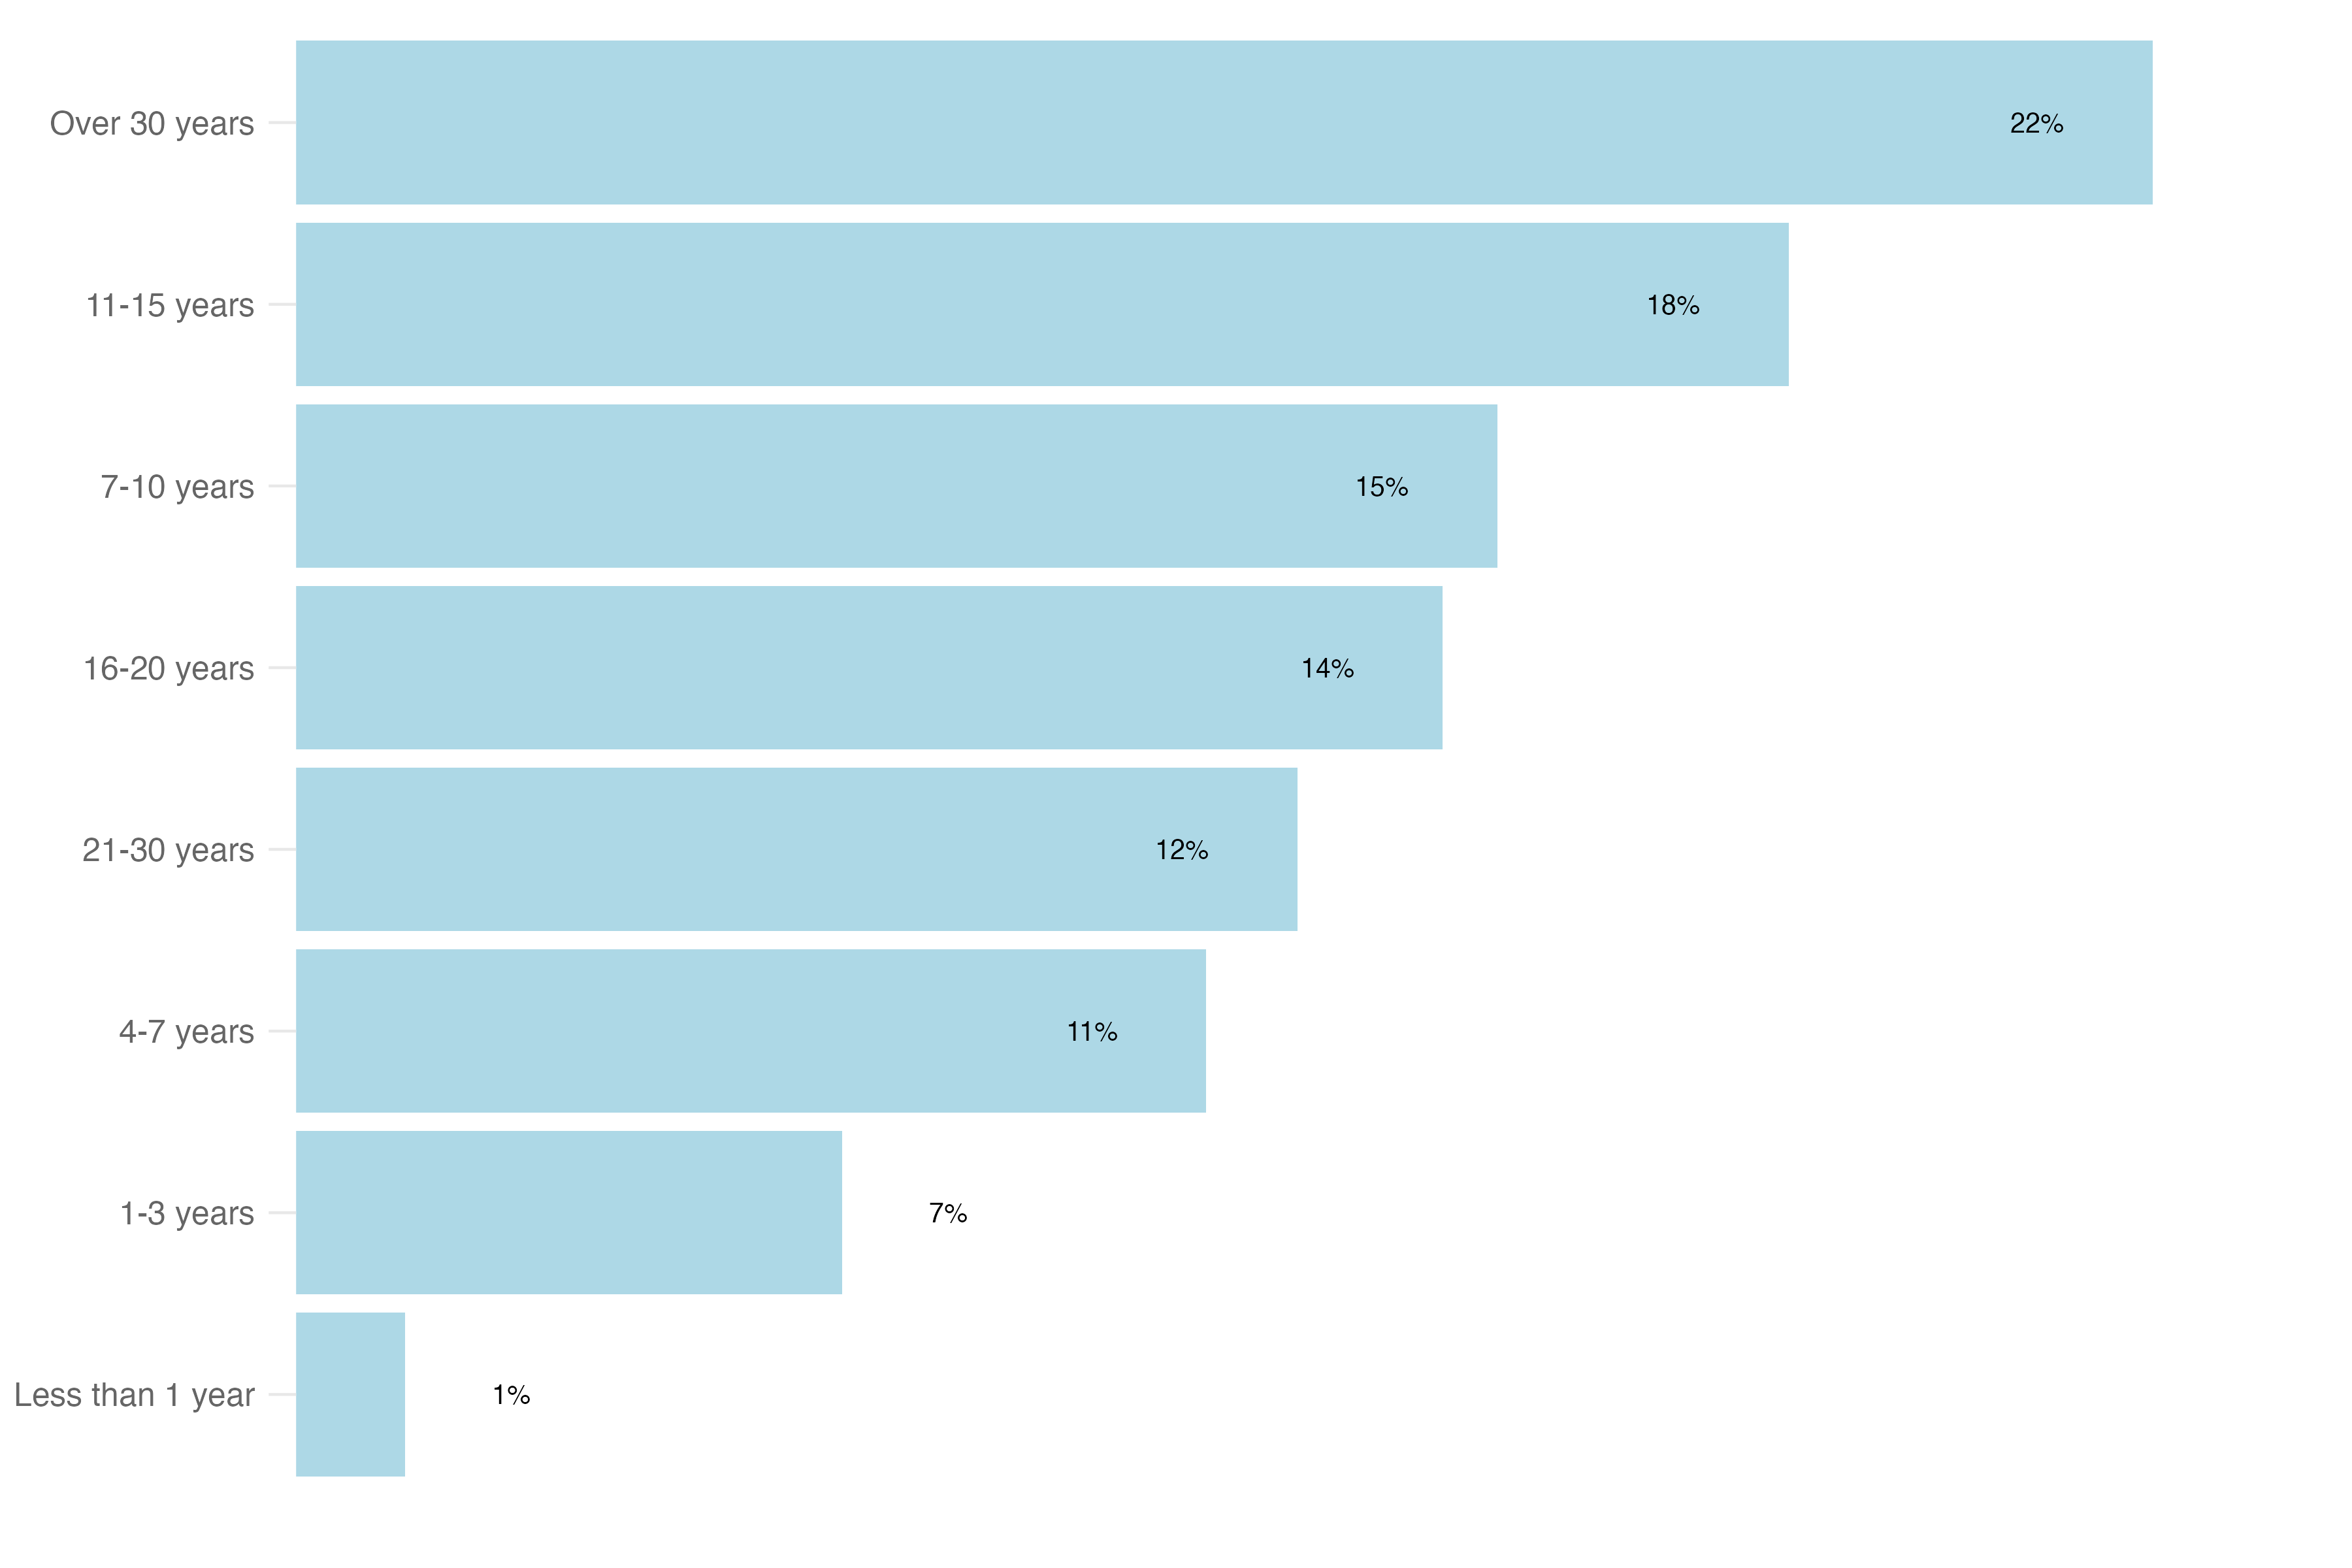 Over 30 years 22%
11-15 years 18%
7-10 years 15%
16-20 years 14%
21-30 years 12%
4-7 years 11%
1-3 years 7%
Less than 1 year 1%